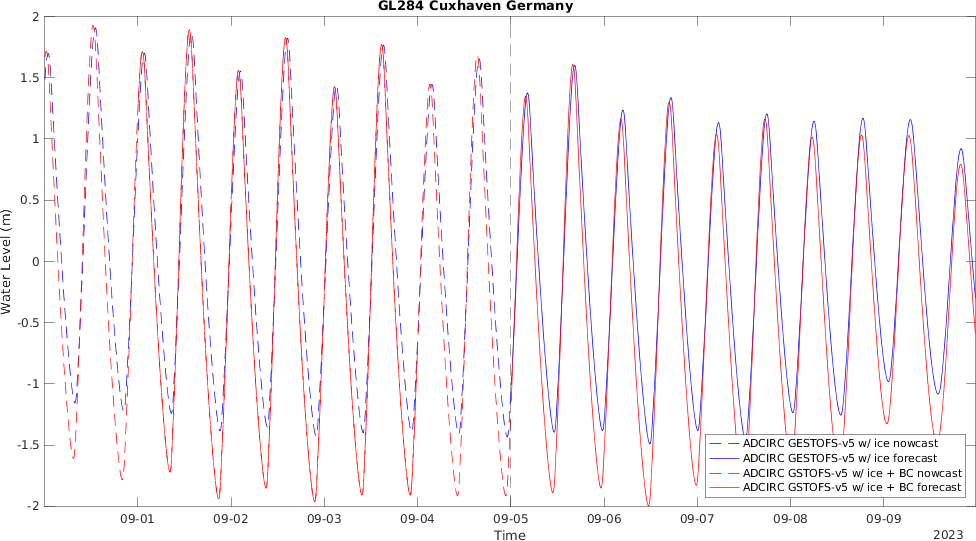 GL284 Cuxhaven Germany
2
1.5
1
0.5
0
-0.5
-1
-1.5
-2
Water Level (m)
ADCIRC GESTOFS-v5 w/ ice nowcast
ADCIRC GESTOFS-v5 w/ ice forecast
ADCIRC GSTOFS-v5 w/ ice + BC nowcast
ADCIRC GSTOFS-v5 w/ ice + BC forecast
09-01 09-02 09-03 09-04 09-05 09-06 09-07 09-08 09-09
Time
2023